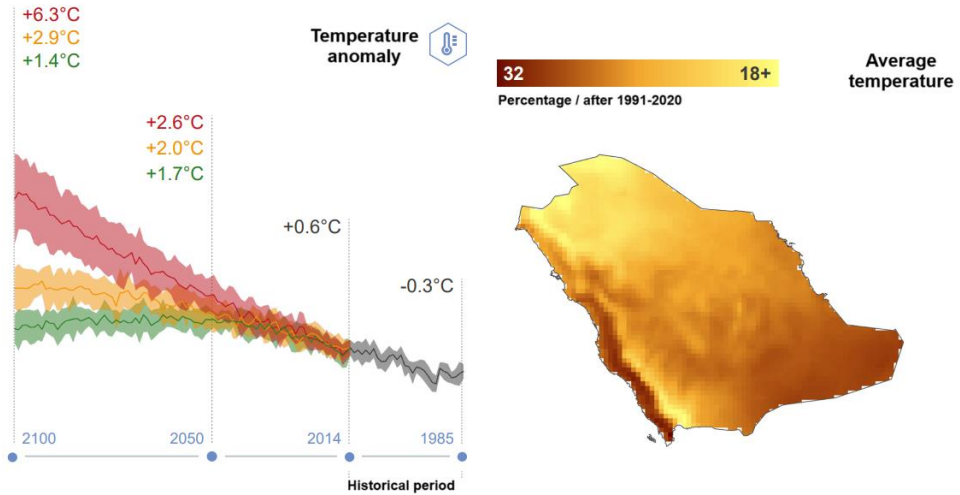 +6.3°C
+2.9°C
+1.4°C
Temperature
anomaly
+2.6°C
+2.0°C
+1.7°C
+0.6°C
-0.3°C
2100
2050
2014
1985
Historical period
32
18+
Percentage / after 1991-2020
Average
temperature